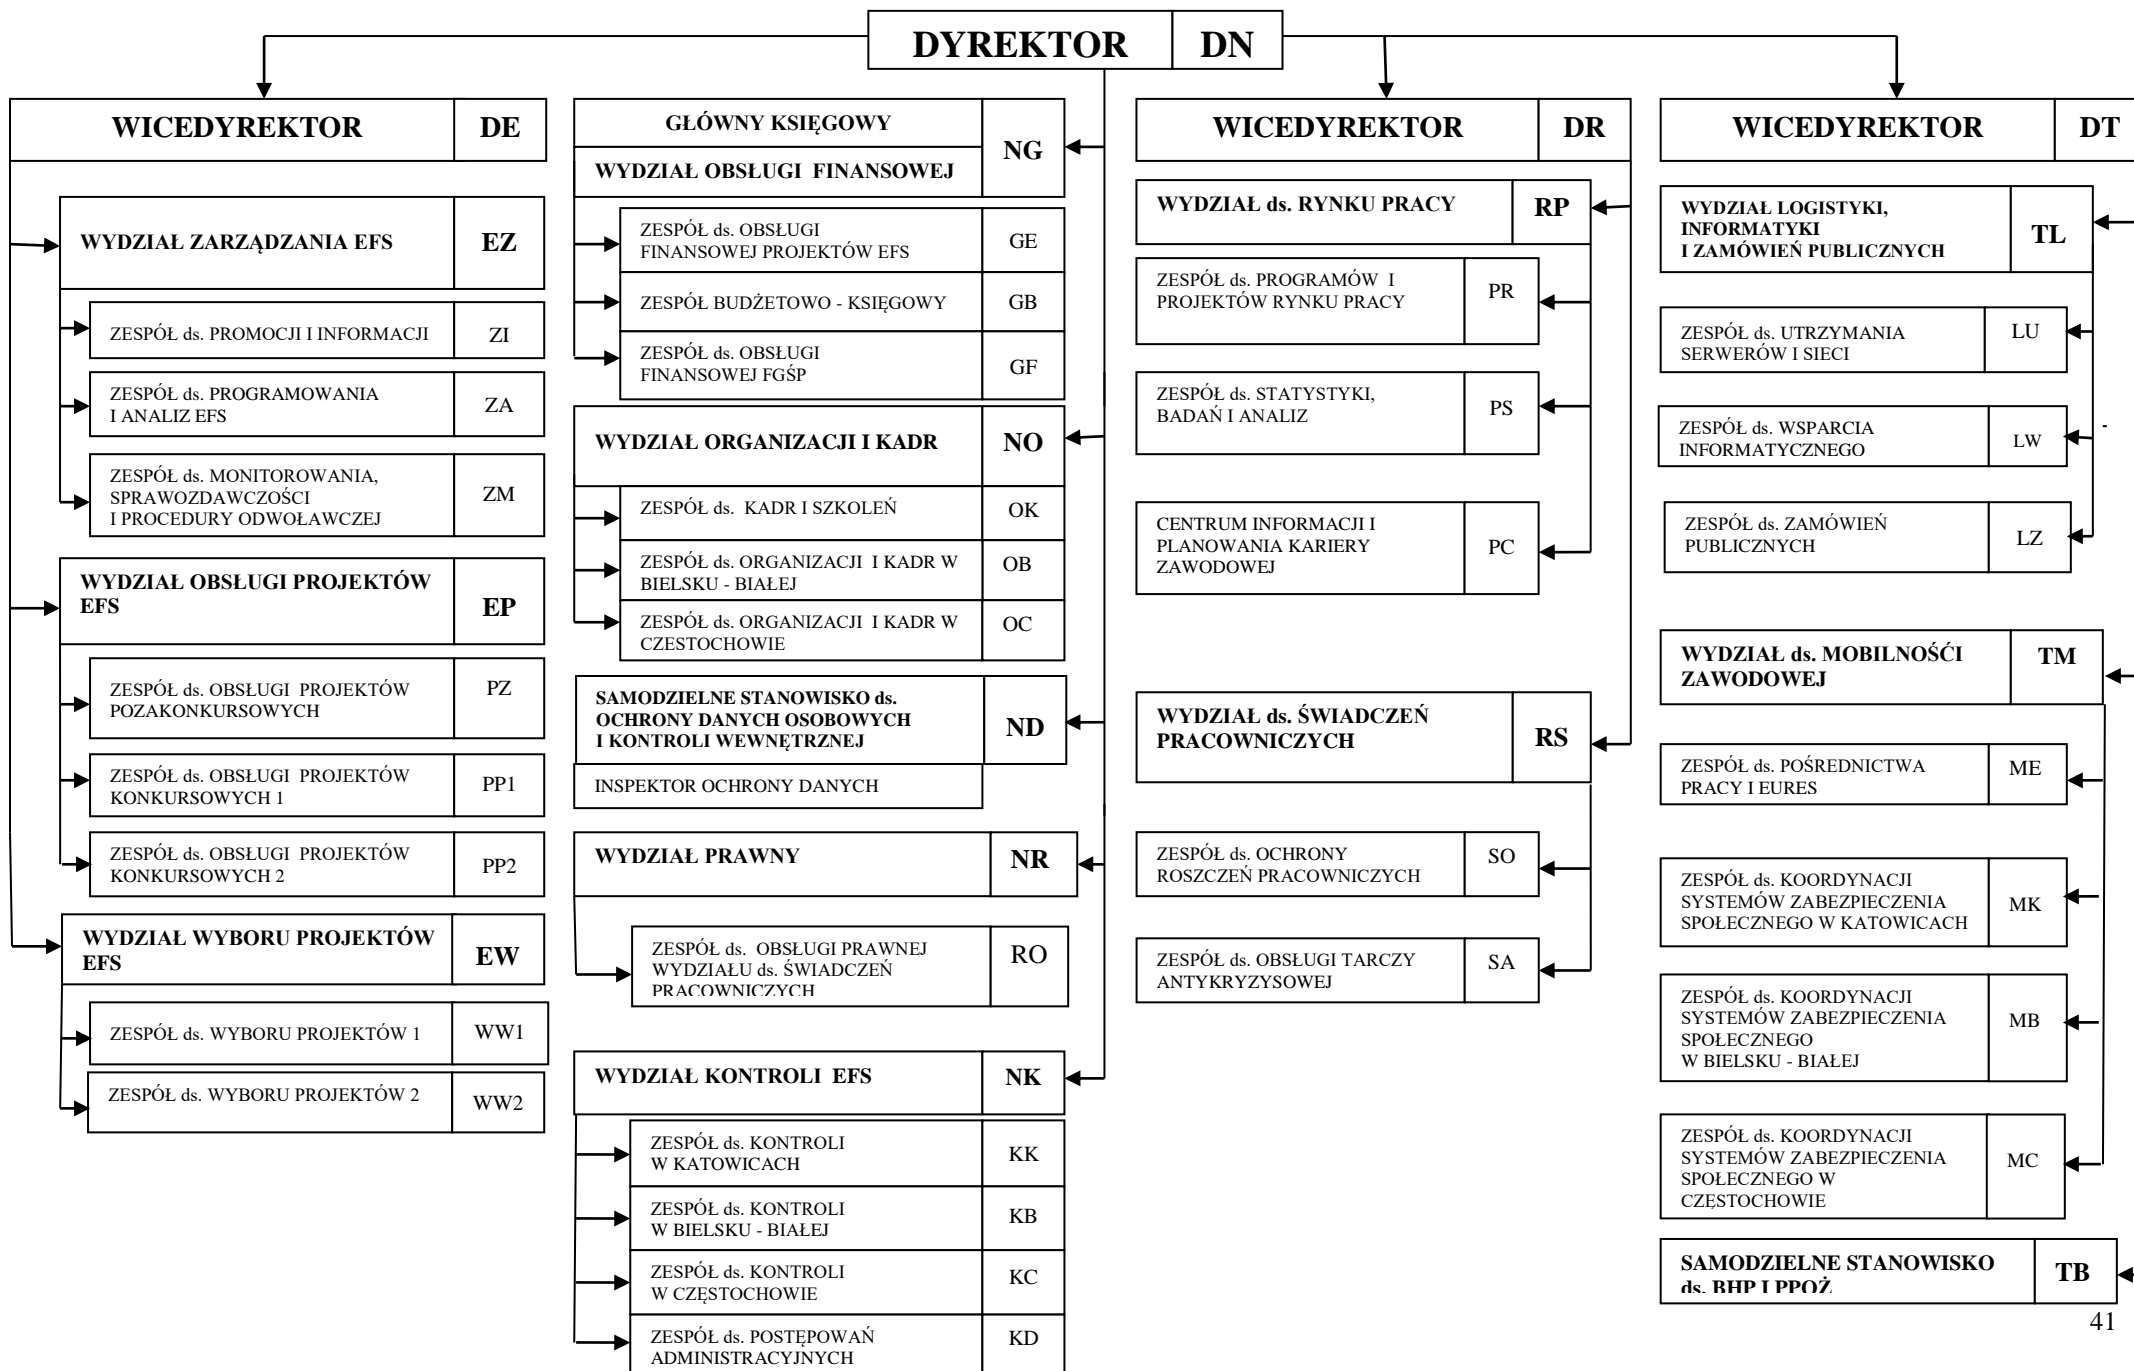 DYREKTOR DN
WICEDYREKTOR DE
WYDZIAŁ ZARZĄDZANIA EFS EZ
ZESPÓŁ ds. PROMOCJI I INFORMACJI ZI
ZESPÓŁ ds. PROGRAMOWANIA
I ANALIZ EFS
ZA
ZESPÓŁ ds. MONITOROWANIA,
SPRAWOZDAWCZOŚCI
I PROCEDURY ODWOŁAWCZEJ
ZM
WYDZIAŁ OBSŁUGI PROJEKTÓW
EFS
EP
ZESPÓŁ ds. OBSŁUGI PROJEKTÓW
POZAKONKURSOWYCH
PZ
ZESPÓŁ ds. OBSŁUGI PROJEKTÓW
KONKURSOWYCH 1
PP1
ZESPÓŁ ds. OBSŁUGI PROJEKTÓW
KONKURSOWYCH 2
PP2
WYDZIAŁ WYBORU PROJEKTÓW
EFS
EW
ZESPÓŁ ds. WYBORU PROJEKTÓW 1 WW1
ZESPÓŁ ds. WYBORU PROJEKTÓW 2 WW2
GŁÓWNY KSIĘGOWY
WYDZIAŁ OBSŁUGI FINANSOWEJ
NG
ZESPÓŁ ds. OBSŁUGI
FINANSOWEJ PROJEKTÓW EFS
GE
ZESPÓŁ BUDŻETOWO - KSIĘGOWY GB
ZESPÓŁ ds. OBSŁUGI
FINANSOWEJ FGŚP
GF
WYDZIAŁ ORGANIZACJI I KADR NO
ZESPÓŁ ds. KADR I SZKOLEŃ OK
ZESPÓŁ ds. ORGANIZACJI I KADR W
BIELSKU - BIAŁEJ
OB
ZESPÓŁ ds. ORGANIZACJI I KADR W
CZESTOCHOWIE
OC
SAMODZIELNE STANOWISKO ds.
OCHRONY DANYCH OSOBOWYCH
I KONTROLI WEWNĘTRZNEJ
ND
INSPEKTOR OCHRONY DANYCH
WYDZIAŁ PRAWNY NR
ZESPÓŁ ds. OBSŁUGI PRAWNEJ
WYDZIAŁU ds. ŚWIADCZEŃ
PRACOWNICZYCH
RO
WYDZIAŁ KONTROLI EFS NK
ZESPÓŁ ds. KONTROLI
W KATOWICACH
KK
ZESPÓŁ ds. KONTROLI
W BIELSKU - BIAŁEJ
KB
ZESPÓŁ ds. KONTROLI
W CZĘSTOCHOWIE
KC
ZESPÓŁ ds. POSTĘPOWAŃ
ADMINISTRACYJNYCH
KD
WICEDYREKTOR DR
WYDZIAŁ ds. RYNKU PRACY RP
ZESPÓŁ ds. PROGRAMÓW I
PROJEKTÓW RYNKU PRACY
PR
ZESPÓŁ ds. STATYSTYKI,
BADAŃ I ANALIZ
PS
CENTRUM INFORMACJI I
PLANOWANIA KARIERY
ZAWODOWEJ
PC
WYDZIAŁ ds. ŚWIADCZEŃ
PRACOWNICZYCH
RS
ZESPÓŁ ds. OCHRONY
ROSZCZEŃ PRACOWNICZYCH
SO
ZESPÓŁ ds. OBSŁUGI TARCZY
ANTYKRYZYSOWEJ
SA
WICEDYREKTOR DT
WYDZIAŁ LOGISTYKI,
INFORMATYKI
I ZAMÓWIEŃ PUBLICZNYCH
TL
ZESPÓŁ ds. UTRZYMANIA
SERWERÓW I SIECI
LU
ZESPÓŁ ds. WSPARCIA
INFORMATYCZNEGO
LW
-
ZESPÓŁ ds. ZAMÓWIEŃ
PUBLICZNYCH
LZ
WYDZIAŁ ds. MOBILNOŚĆI
ZAWODOWEJ
TM
ZESPÓŁ ds. POŚREDNICTWA
PRACY I EURES
ME
ZESPÓŁ ds. KOORDYNACJI
SYSTEMÓW ZABEZPIECZENIA
SPOŁECZNEGO W KATOWICACH
MK
ZESPÓŁ ds. KOORDYNACJI
SYSTEMÓW ZABEZPIECZENIA
SPOŁECZNEGO
W BIELSKU - BIAŁEJ
MB
ZESPÓŁ ds. KOORDYNACJI
SYSTEMÓW ZABEZPIECZENIA
SPOŁECZNEGO W
CZĘSTOCHOWIE
MC
SAMODZIELNE STANOWISKO
ds. BHP I PPOŻ
TB
41